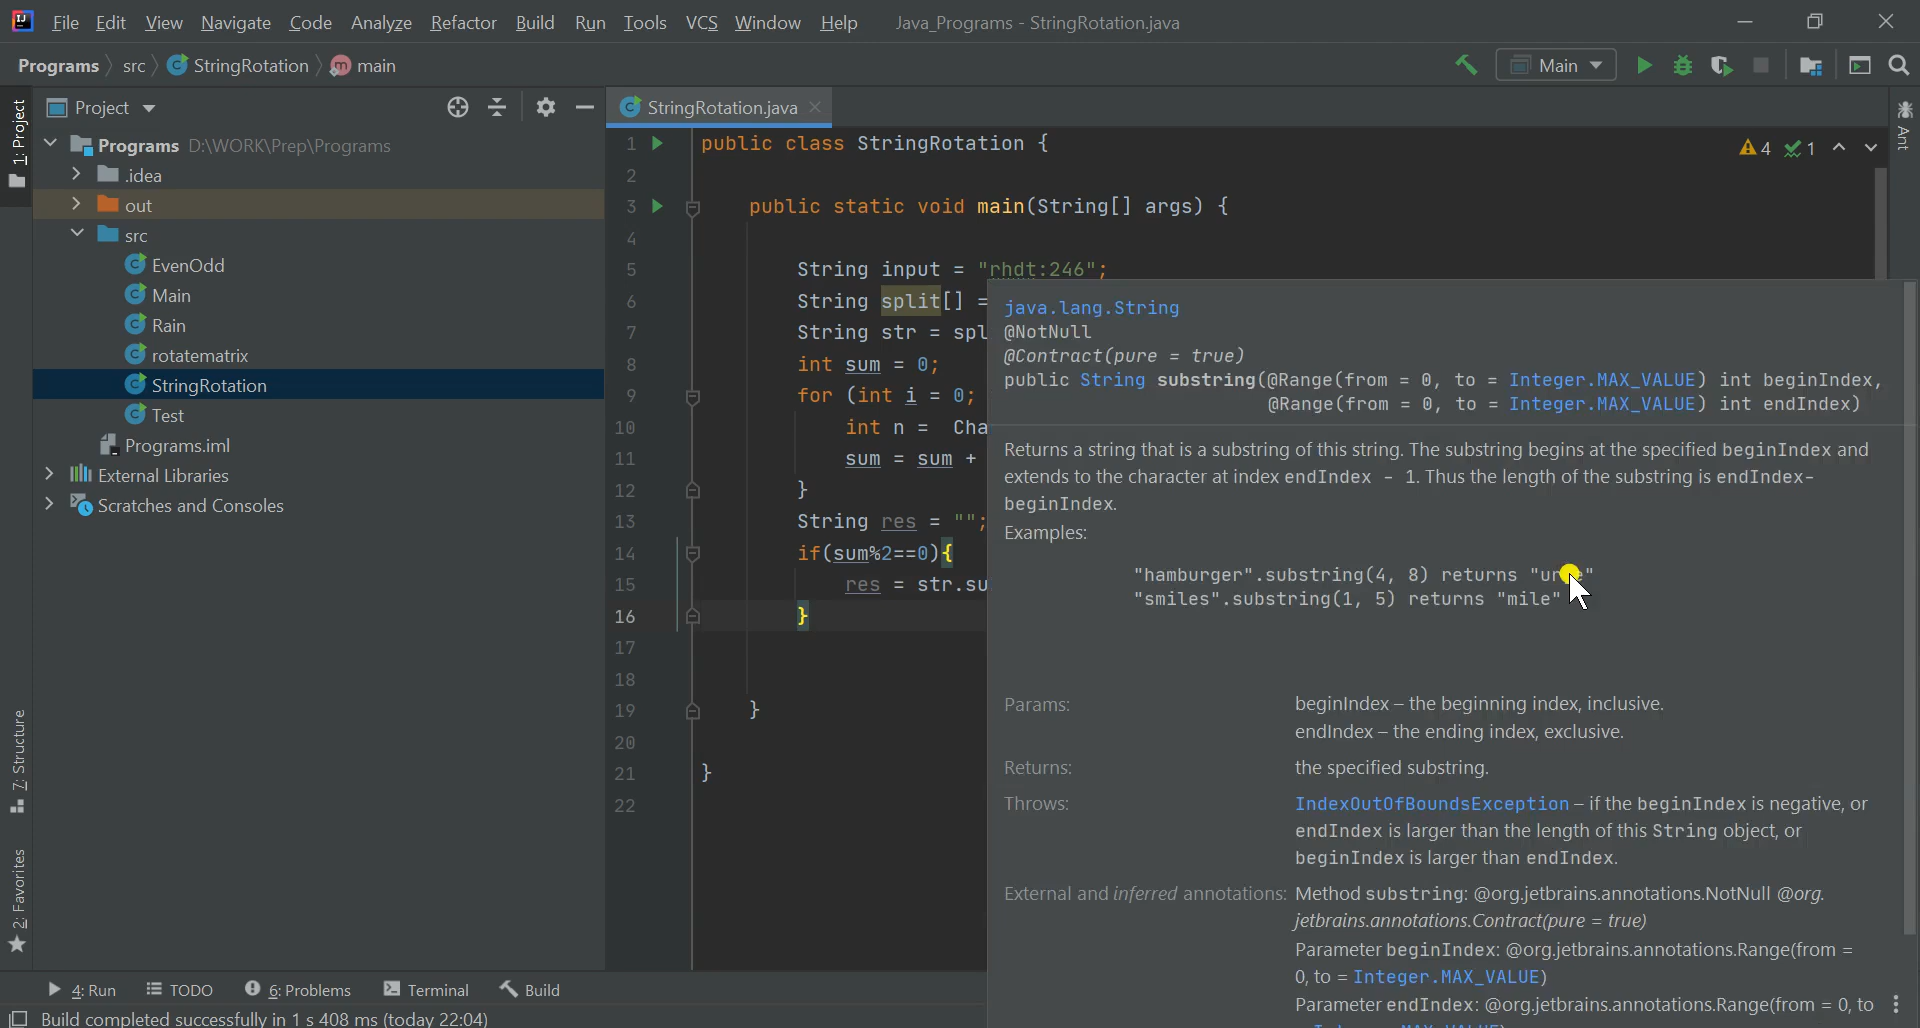 File Edit View Navigate Code Analyze Refactor Build Run Tools VCS Window Help Java_Programs - StringRotation.java
Programs src StringRotation main Main
1: Project
Project
Programs D:\WORK\Prep\Programs
.idea
out
src
EvenOdd
Main
Rain
rotatematrix
StringRotation
Test
Programs.iml
External Libraries
Scratches and Consoles
7: Structure
2: Favorites
StringRotation.java
4 1
Ant
1 public class StringRotation {
2
3 public static void main(String[] args) {
4
5 String input = "rhdt:246";
6 String split[] =
7 String str = spl
8 int sum = 0;
9 for (int i = 0;
10 int n = Cha
11 sum = sum +
12 }
13 String res = "";
14 if(sum%2==0){
15 res = str.su
16 }
17
18
19 }
20
21 }
22
java.lang.String
@NotNull
@Contract(pure = true)
public String substring(@Range(from = 0, to = Integer.MAX_VALUE) int beginIndex,
@Range(from = 0, to = Integer.MAX_VALUE) int endIndex)
Returns a string that is a substring of this string. The substring begins at the specified beginIndex and
extends to the character at index endIndex - 1. Thus the length of the substring is endIndex-
beginIndex.
Examples:
"hamburger".substring(4, 8) returns
"smiles".substring(1, 5) returns "mile"
Params: beginIndex – the beginning index, inclusive.
endIndex – the ending index, exclusive.
Returns: the specified substring.
Throws: IndexOutOfBoundsException – if the beginIndex is negative, or
endIndex is larger than the length of this String object, or
beginIndex is larger than endIndex.
External and inferred annotations: Method substring: @org.jetbrains.annotations.NotNull @org.
jetbrains.annotations.Contract(pure = true)
Parameter beginIndex: @org.jetbrains.annotations.Range(from =
0, to = Integer.MAX_VALUE)
Parameter endIndex: @org.jetbrains.annotations.Range(from = 0, to
4: Run TODO 6: Problems Terminal Build
Build completed successfully in 1 s 408 ms (today 22:04)